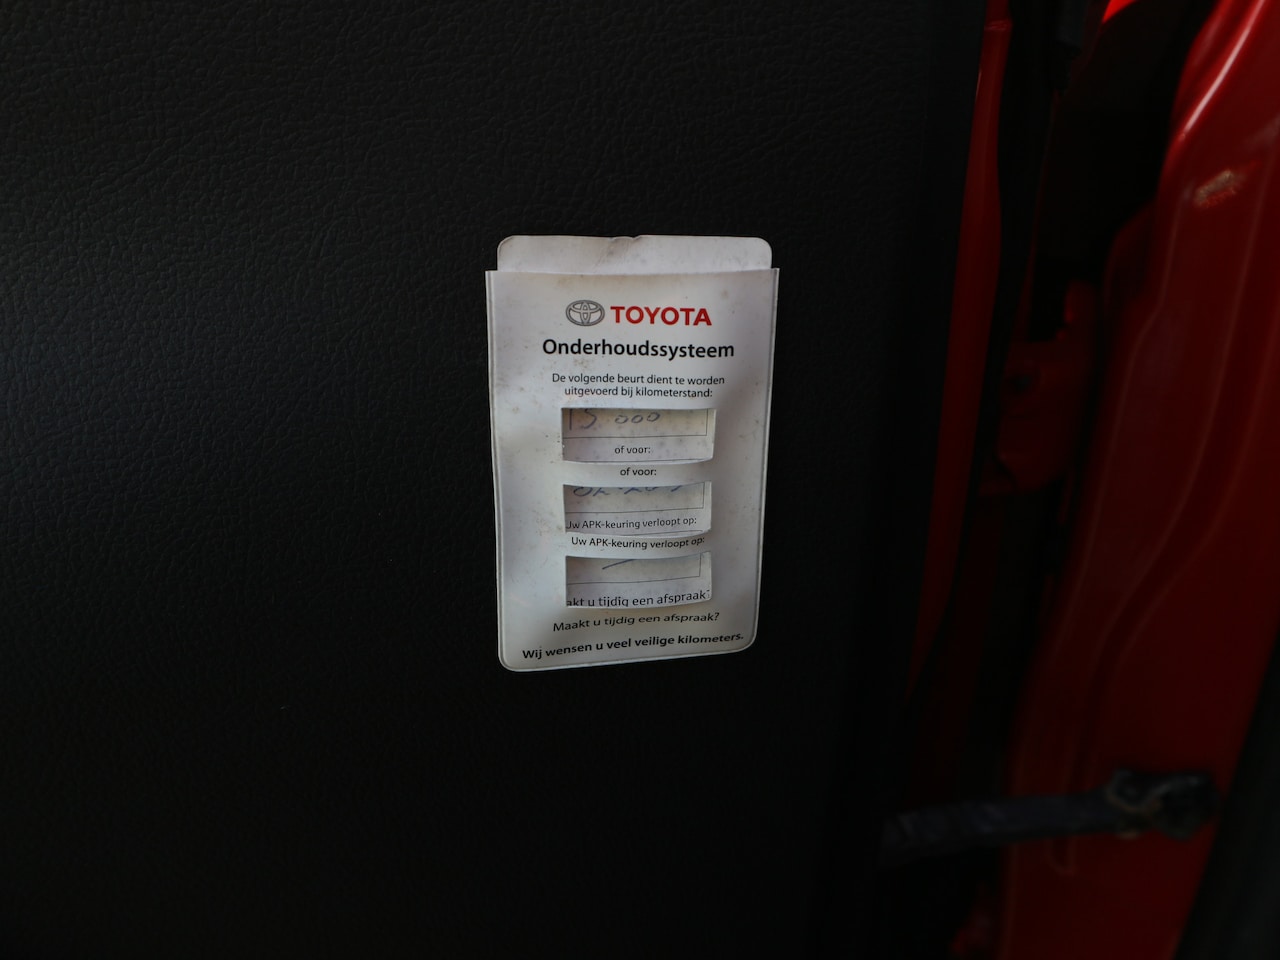 TOYOTA
Onderhoudssysteem
De volgende beurt dient te worden
uitgevoerd bij kilometerstand:
15.000
of voor:
of voor:
Uw APK-keuring verloopt op:
Uw APK-keuring verloopt op:
akt u tijdig een afspraak?
Maakt u tijdig een afspraak?
Wij wensen u veel veilige kilometers.